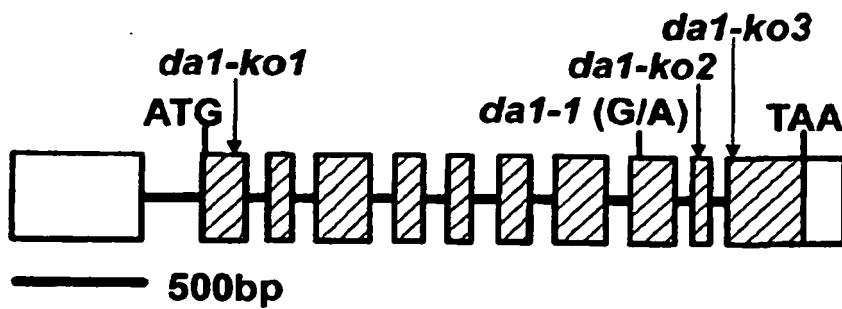 da1-ko3
da1-ko1
da1-ko2
ATG
da1-1 (G/A)
TAA
500bp